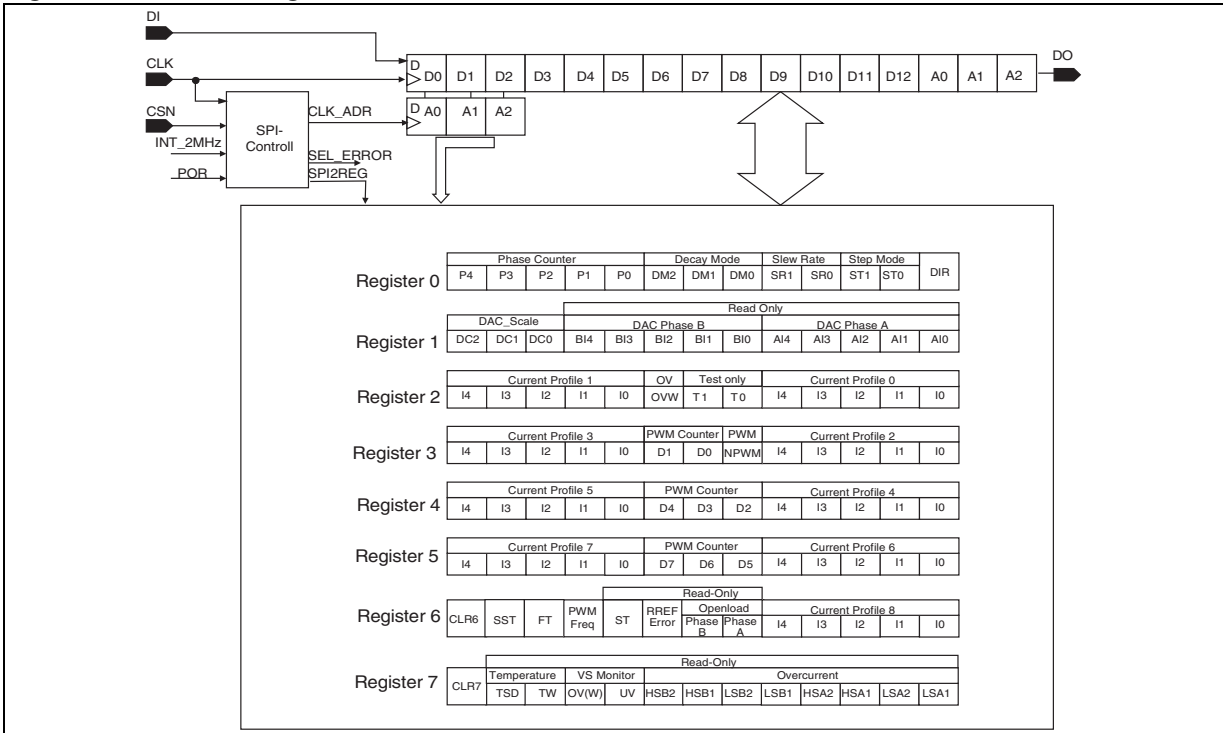 DI
CLK
CSN
INT_2MHz
POR
SPI-
Controll
CLK_ADR
SEL_ERROR
SPI2REG
D D0 D1 D2 D3 D4 D5 D6 D7 D8 D9 D10 D11 D12 A0 A1 A2
DO
D A0 A1 A2
Phase Counter Decay Mode Slew Rate Step Mode
Register 0 P4 P3 P2 P1 P0 DM2 DM1 DM0 SR1 SR0 ST1 ST0 DIR
Read Only
DAC_Scale DAC Phase B DAC Phase A
Register 1 DC2 DC1 DC0 BI4 BI3 BI2 BI1 BI0 AI4 AI3 AI2 AI1 AI0
Current Profile 1 OV Test only Current Profile 0
Register 2 I4 I3 I2 I1 I0 OVW T1 T0 I4 I3 I2 I1 I0
Current Profile 3 PWM Counter PWM Current Profile 2
Register 3 I4 I3 I2 I1 I0 D1 D0 NPWM I4 I3 I2 I1 I0
Current Profile 5 PWM Counter Current Profile 4
Register 4 I4 I3 I2 I1 I0 D4 D3 D2 I4 I3 I2 I1 I0
Current Profile 7 PWM Counter Current Profile 6
Register 5 I4 I3 I2 I1 I0 D7 D6 D5 I4 I3 I2 I1 I0
Read-Only
Openload Current Profile 8
Register 6 CLR6 SST FT PWM Freq ST RREF Error Phase B Phase A I4 I3 I2 I1 I0
Read-Only
Temperature VS Monitor Overcurrent
Register 7 CLR7 TSD TW OV(W) UV HSB2 HSB1 LSB2 LSB1 HSA2 HSA1 LSA2 LSA1